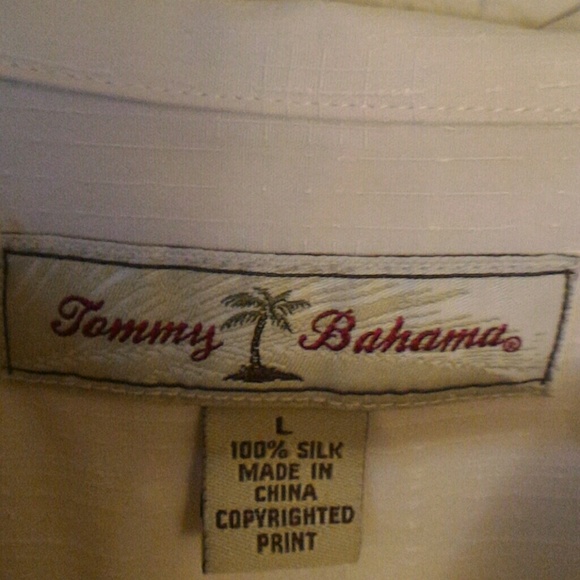 Tommy Bahama®
L
100% SILK
MADE IN
CHINA
COPYRIGHTED
PRINT